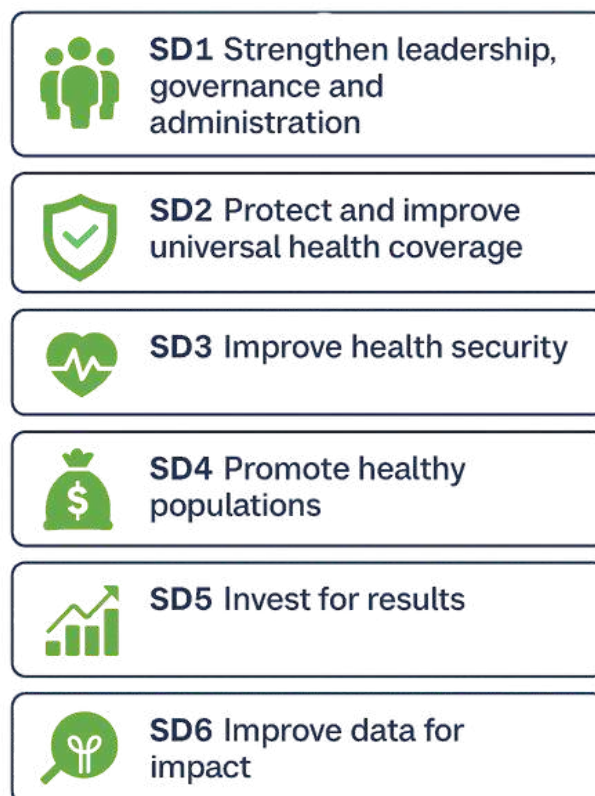 SD1 Strengthen leadership,
governance and
administration
SD2 Protect and improve
universal health coverage
SD3 Improve health security
$
SD4 Promote healthy
populations
SD5 Invest for results
SD6 Improve data for
impact